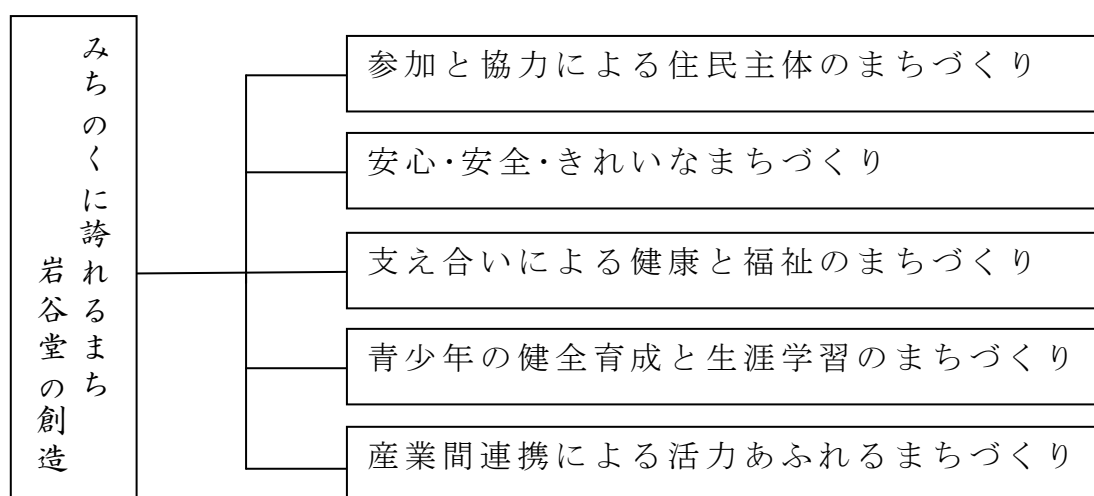 みちのくに誇れるまち
岩谷堂の創造
参加と協力による住民主体のまちづくり
安心・安全・きれいなまちづくり
支え合いによる健康と福祉のまちづくり
青少年の健全育成と生涯学習のまちづくり
産業間連携による活力あふれるまちづくり